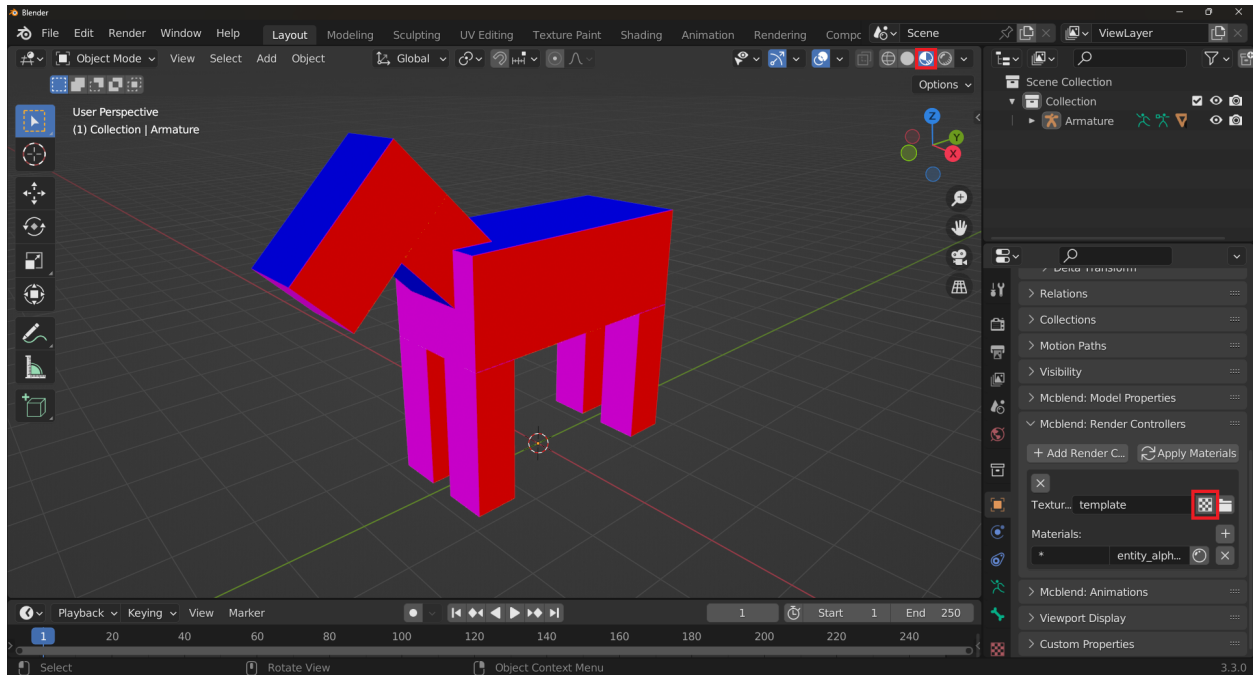 Blender
File Edit Render Window Help Layout Modeling Sculpting UV Editing Texture Paint Shading Animation Rendering Compc Scene ViewLayer
Object Mode View Select Add Object Global
Options
User Perspective
(1) Collection | Armature
Z
Y
X
Scene Collection
Collection
Armature
Delta Transform
Relations
Collections
Motion Paths
Visibility
Mcblend: Model Properties
Mcblend: Render Controllers
+ Add Render C... Apply Materials
Textur... template
Materials:
* entity_alph...
Mcblend: Animations
Viewport Display
Custom Properties
Playback Keying View Marker 1 Start 1 End 250
1 20 40 60 80 100 120 140 160 180 200 220 240
Select Rotate View Object Context Menu 3.3.0